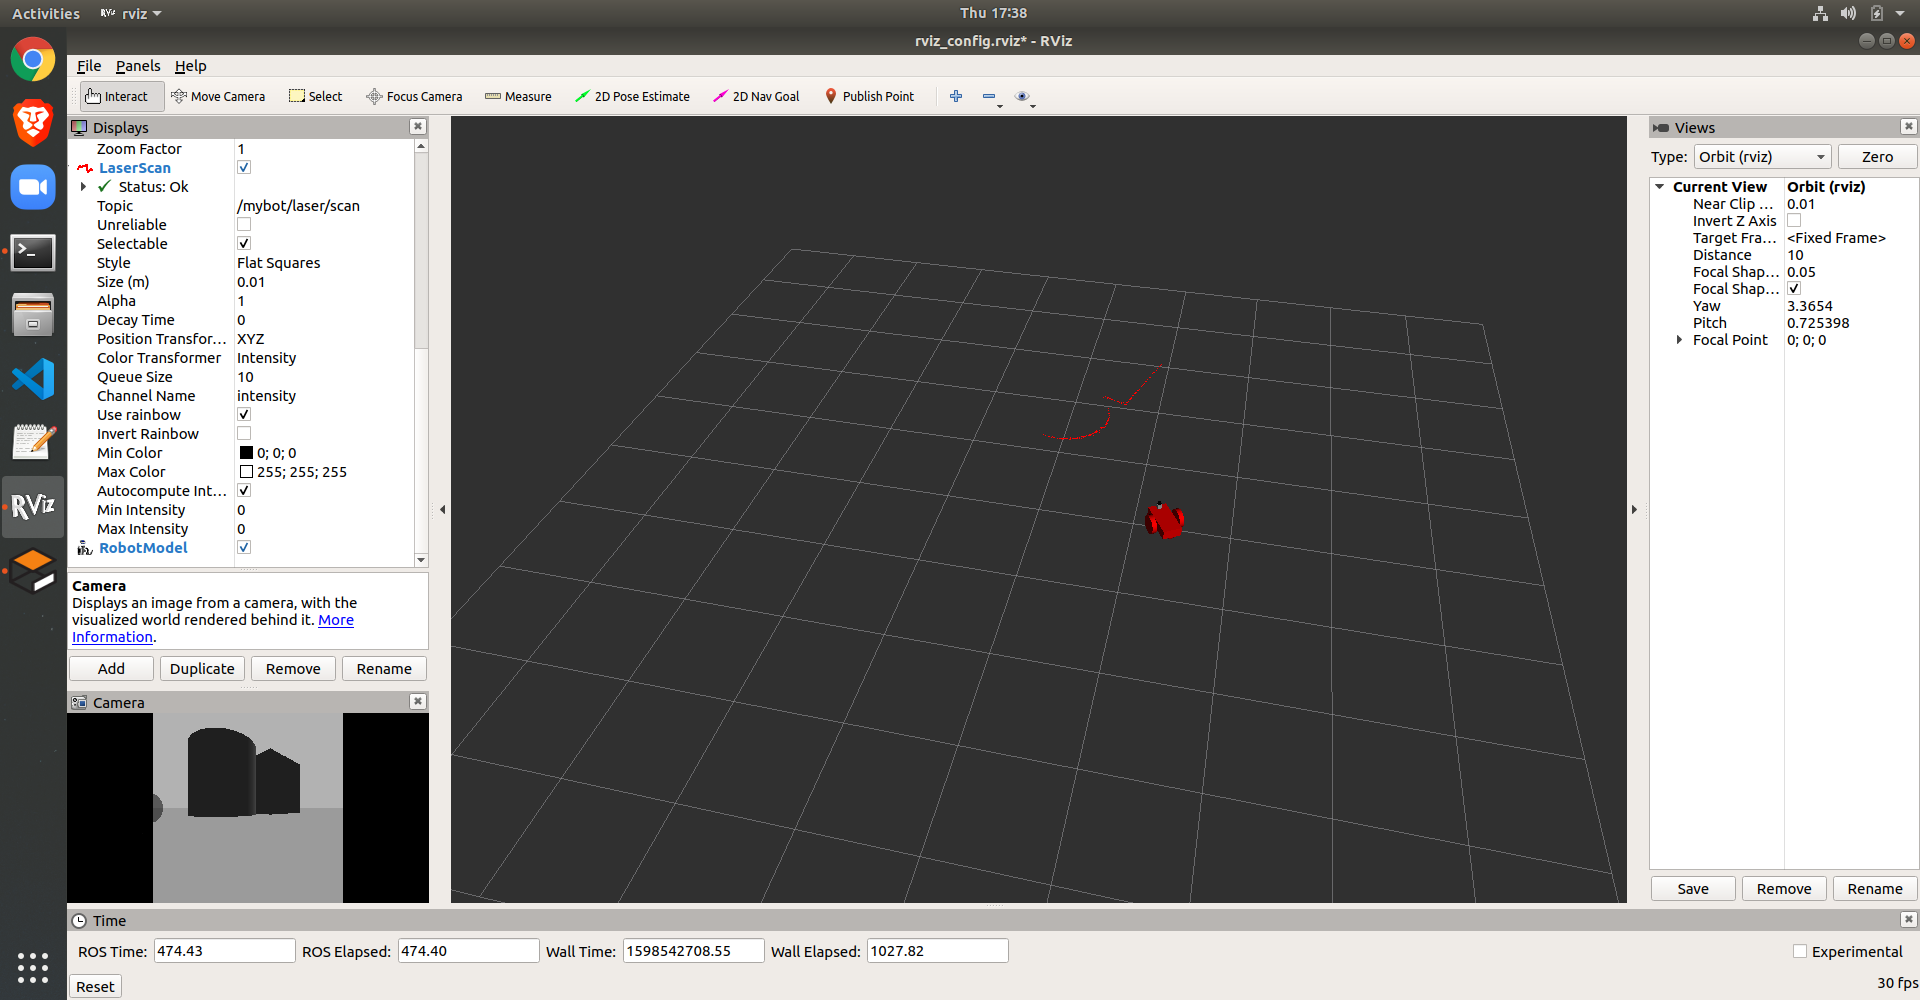 Activities RViz rviz Thu 17:38
rviz_config.rviz* - RViz
File Panels Help
Interact Move Camera Select Focus Camera Measure 2D Pose Estimate 2D Nav Goal Publish Point
Displays
Zoom Factor 1
LaserScan
Status: Ok
Topic /mybot/laser/scan
Unreliable
Selectable
Style Flat Squares
Size (m) 0.01
Alpha 1
Decay Time 0
Position Transfor... XYZ
Color Transformer Intensity
Queue Size 10
Channel Name intensity
Use rainbow
Invert Rainbow
Min Color 0; 0; 0
Max Color 255; 255; 255
Autocompute Int...
Min Intensity 0
Max Intensity 0
RobotModel
Camera
Displays an image from a camera, with the
visualized world rendered behind it. More
Information.
Add Duplicate Remove Rename
Camera
Views
Type: Orbit (rviz) Zero
Current View Orbit (rviz)
Near Clip ... 0.01
Invert Z Axis
Target Fra... <Fixed Frame>
Distance 10
Focal Shap... 0.05
Focal Shap...
Yaw 3.3654
Pitch 0.725398
Focal Point 0; 0; 0
Save Remove Rename
RViz
Time
ROS Time: 474.43 ROS Elapsed: 474.40 Wall Time: 1598542708.55 Wall Elapsed: 1027.82 Experimental
Reset 30 fps